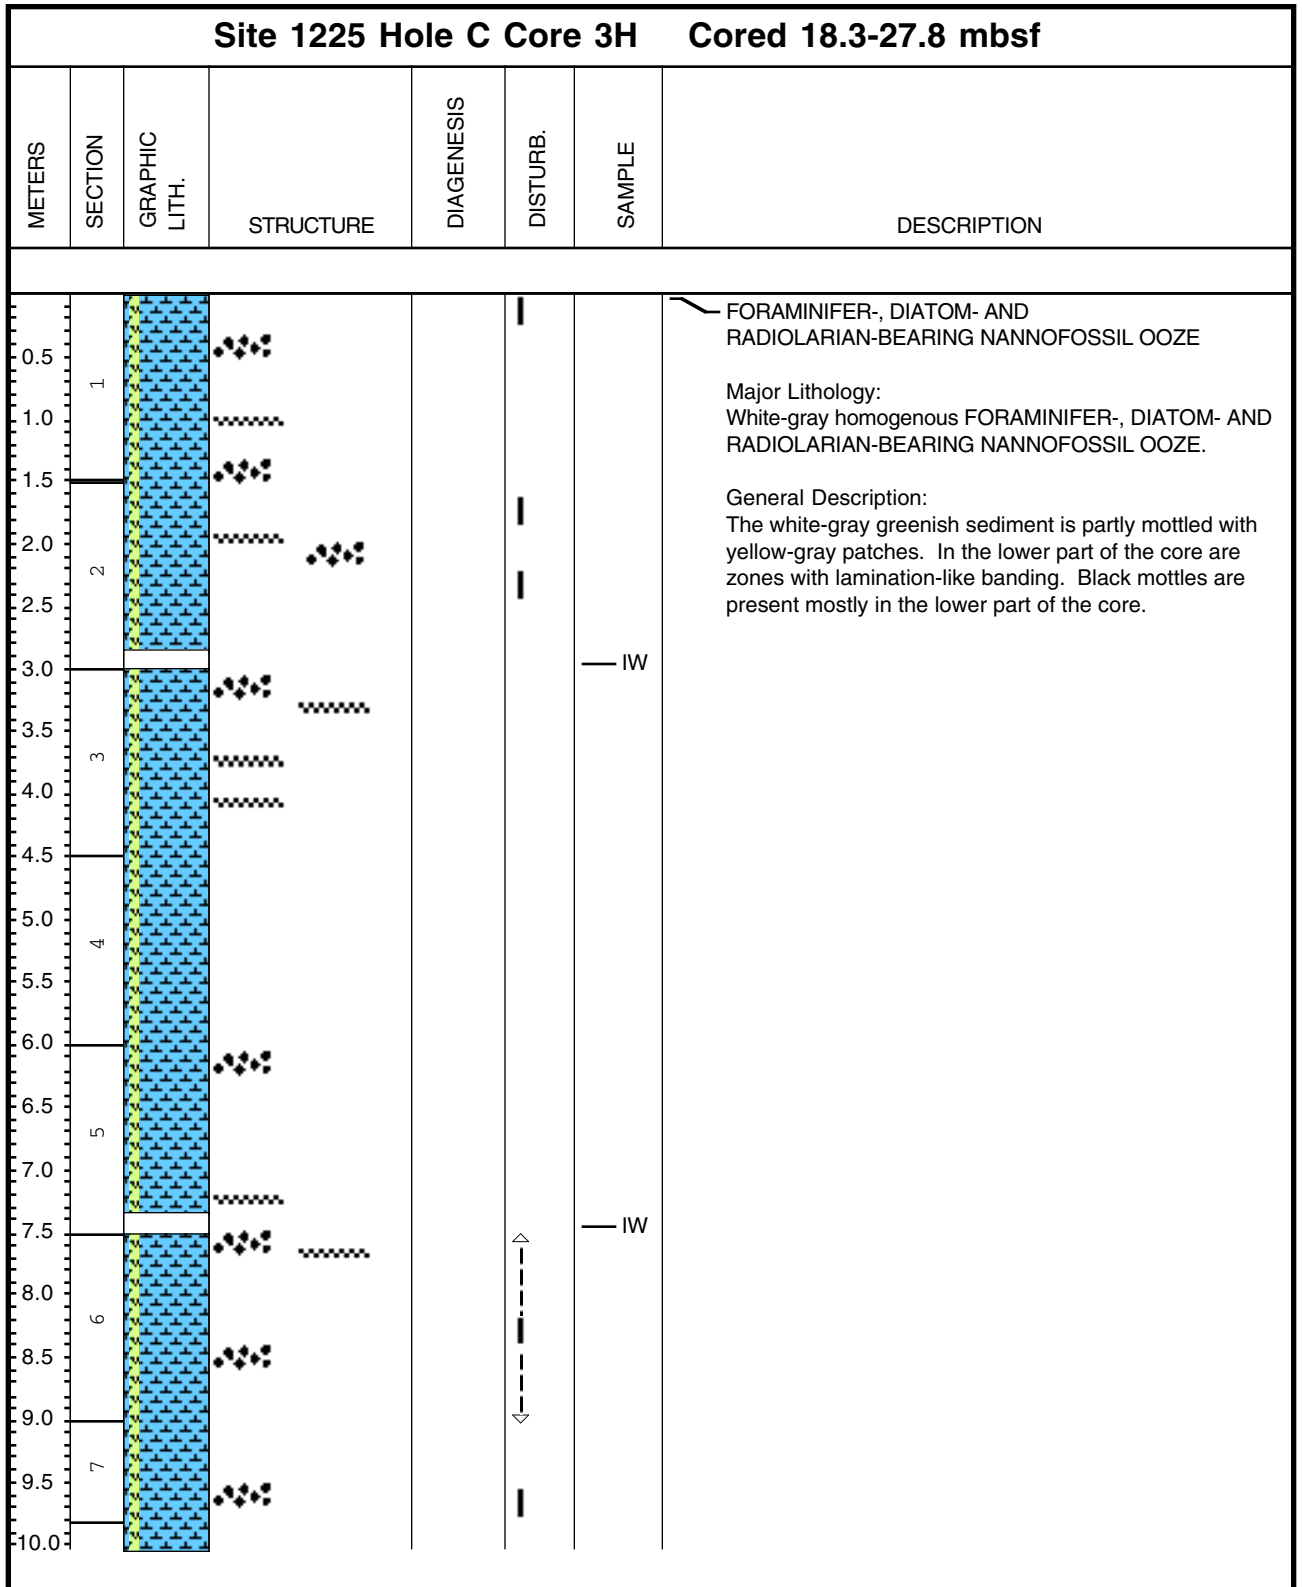 Site 1225 Hole C Core 3H Cored 18.3-27.8 mbsf
METERS
SECTION
GRAPHIC
LITH.
STRUCTURE
DIAGENESIS
DISTURB.
SAMPLE
DESCRIPTION
FORAMINIFER-, DIATOM- AND
RADIOLARIAN-BEARING NANNOFOSSIL OOZE
Major Lithology:
White-gray homogenous FORAMINIFER-, DIATOM- AND
RADIOLARIAN-BEARING NANNOFOSSIL OOZE.
General Description:
The white-gray greenish sediment is partly mottled with
yellow-gray patches. In the lower part of the core are
zones with lamination-like banding. Black mottles are
present mostly in the lower part of the core.
0.5
1
1.0
1.5
2.0
2
2.5
3.0
IW
3.5
3
4.0
4.5
5.0
4
5.5
6.0
6.5
5
7.0
7.5
IW
8.0
6
8.5
9.0
7
9.5
10.0